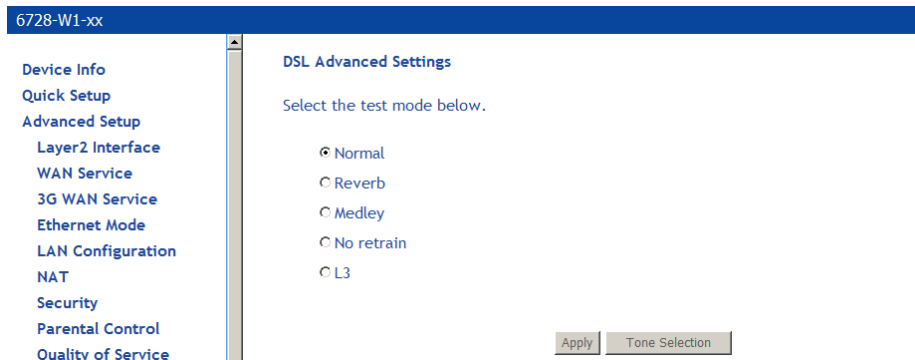 6728-W1-xx
Device Info
Quick Setup
Advanced Setup
Layer2 Interface
WAN Service
3G WAN Service
Ethernet Mode
LAN Configuration
NAT
Security
Parental Control
Quality of Service
DSL Advanced Settings
Select the test mode below.
Normal
Reverb
Medley
No retrain
L3
Apply
Tone Selection